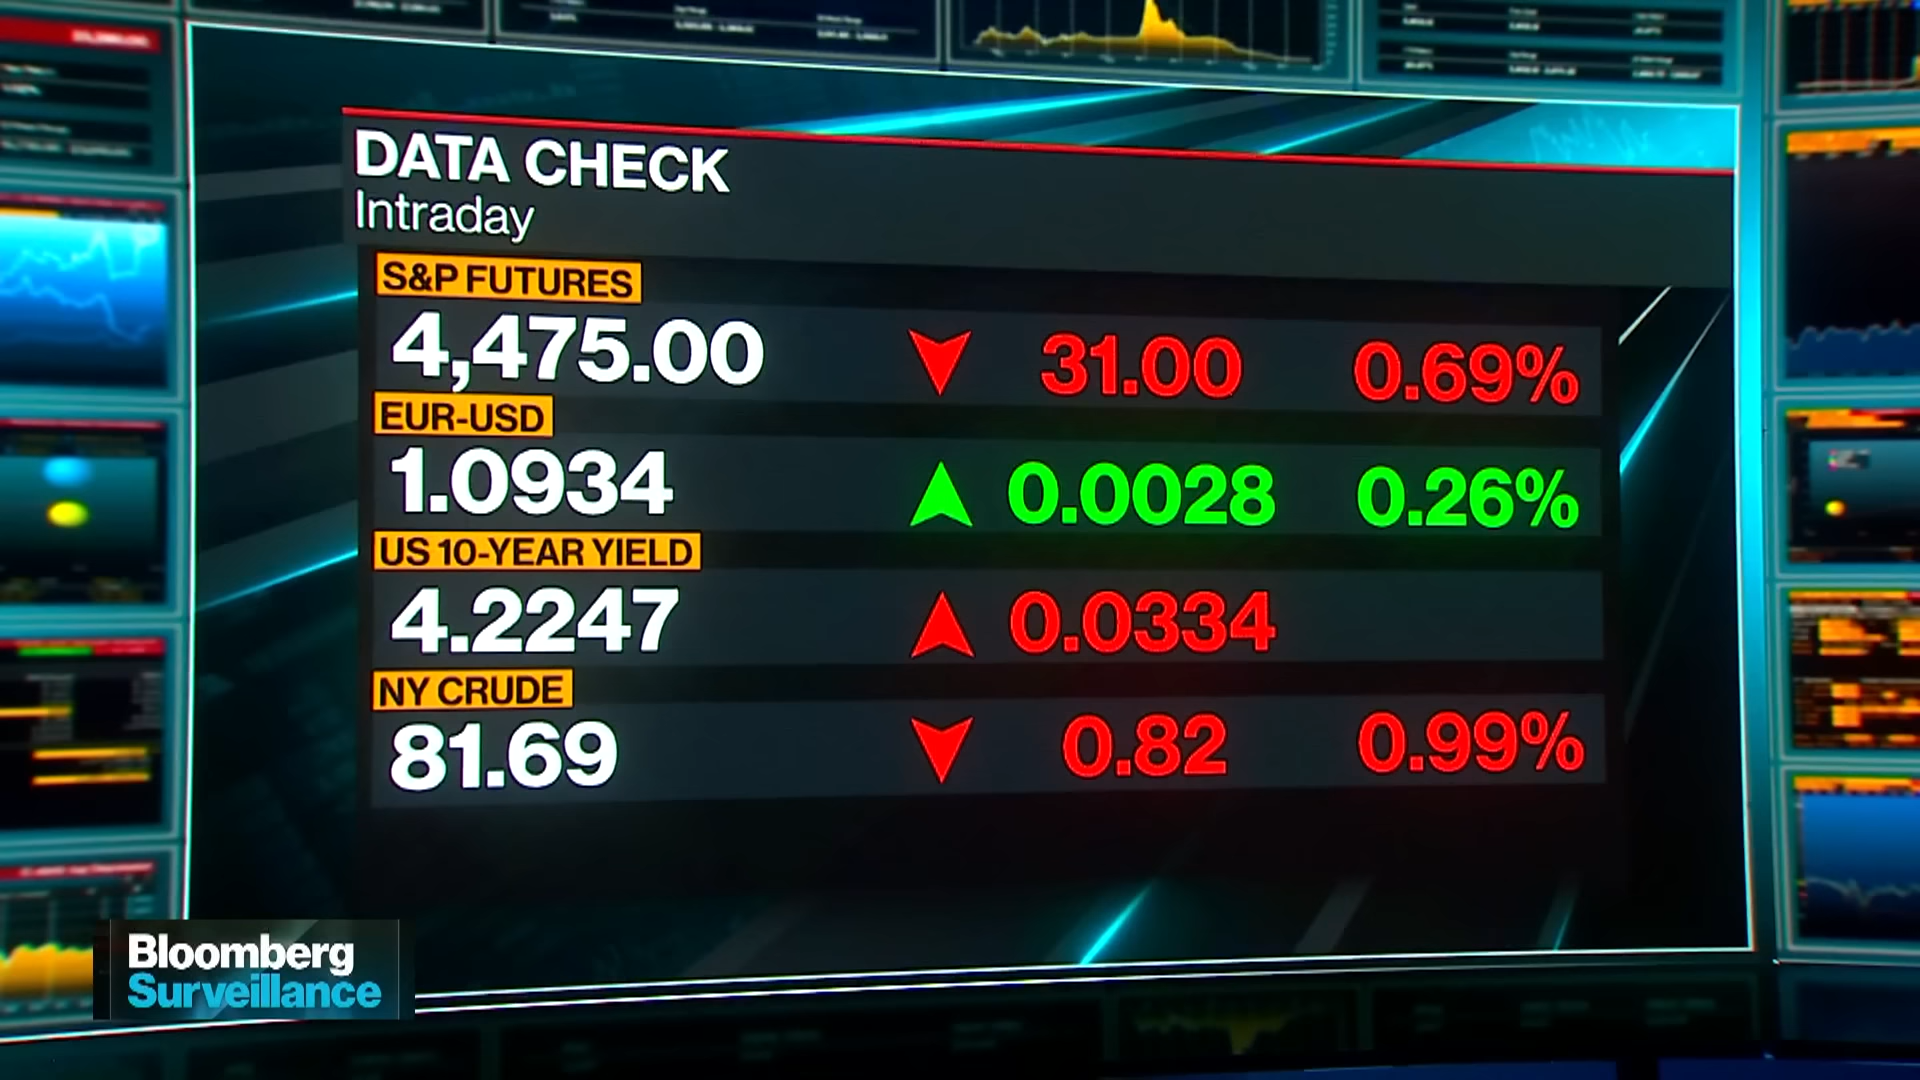 DATA CHECK
Intraday
S&P FUTURES
4,475.00 ▼ 31.00 0.69%
EUR-USD
1.0934 ▲ 0.0028 0.26%
US 10-YEAR YIELD
4.2247 ▲ 0.0334
NY CRUDE
81.69 ▼ 0.82 0.99%
Bloomberg
Surveillance